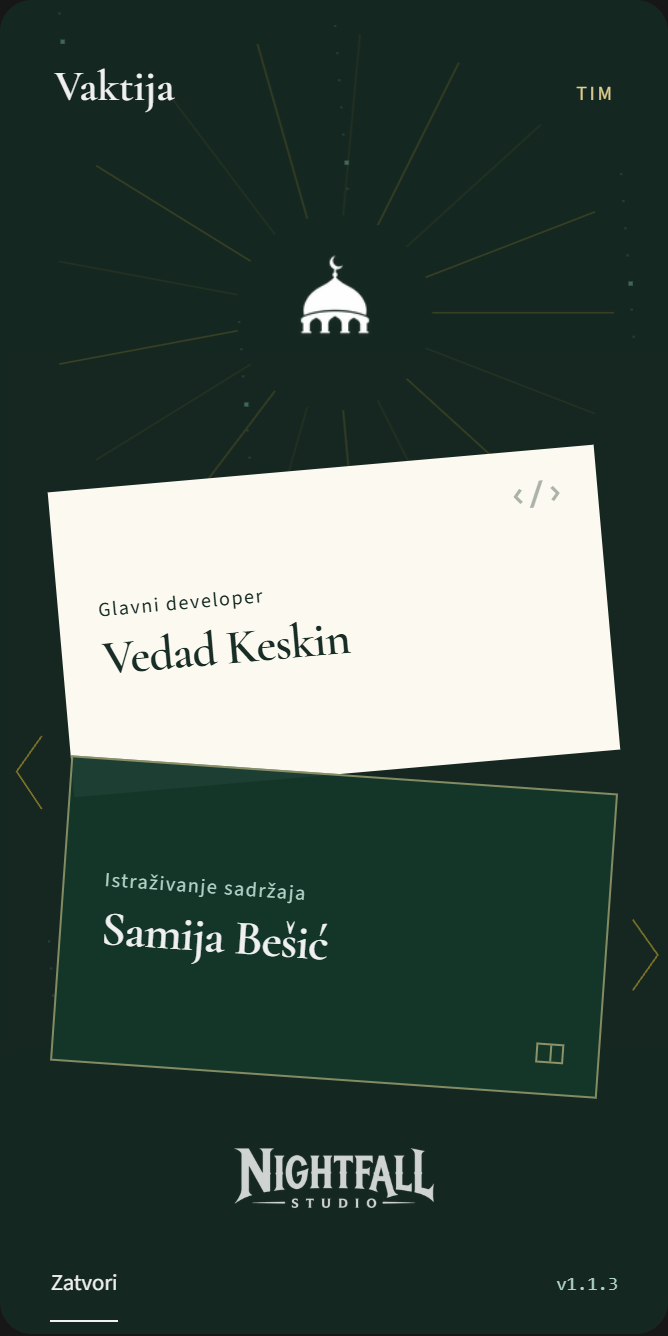 Vaktija
TIM
</>
Glavni developer
Vedad Keskin
Istraživanje sadržaja
Samija Bešić
NIGHTFALL
STUDIO
Zatvori
v1.1.3